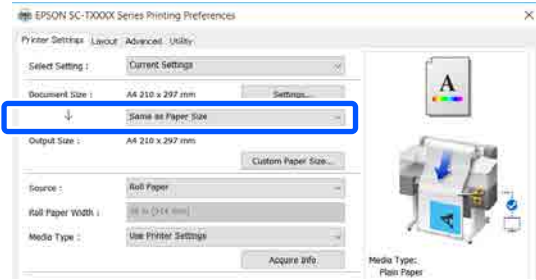 EPSON SC-TXXXX Series Printing Preferences
Printer Settings Layout Advanced Utility
Select Setting : Current Settings
Document Size : A4 210 x 297 mm Settings...
↓ Same as Paper Size
Output Size : A4 210 x 297 mm
Custom Paper Size...
Source : Roll Paper
Roll Paper Width :
Media Type : Use Printer Settings
Acquire Info
A
Media Type:
Plain Paper